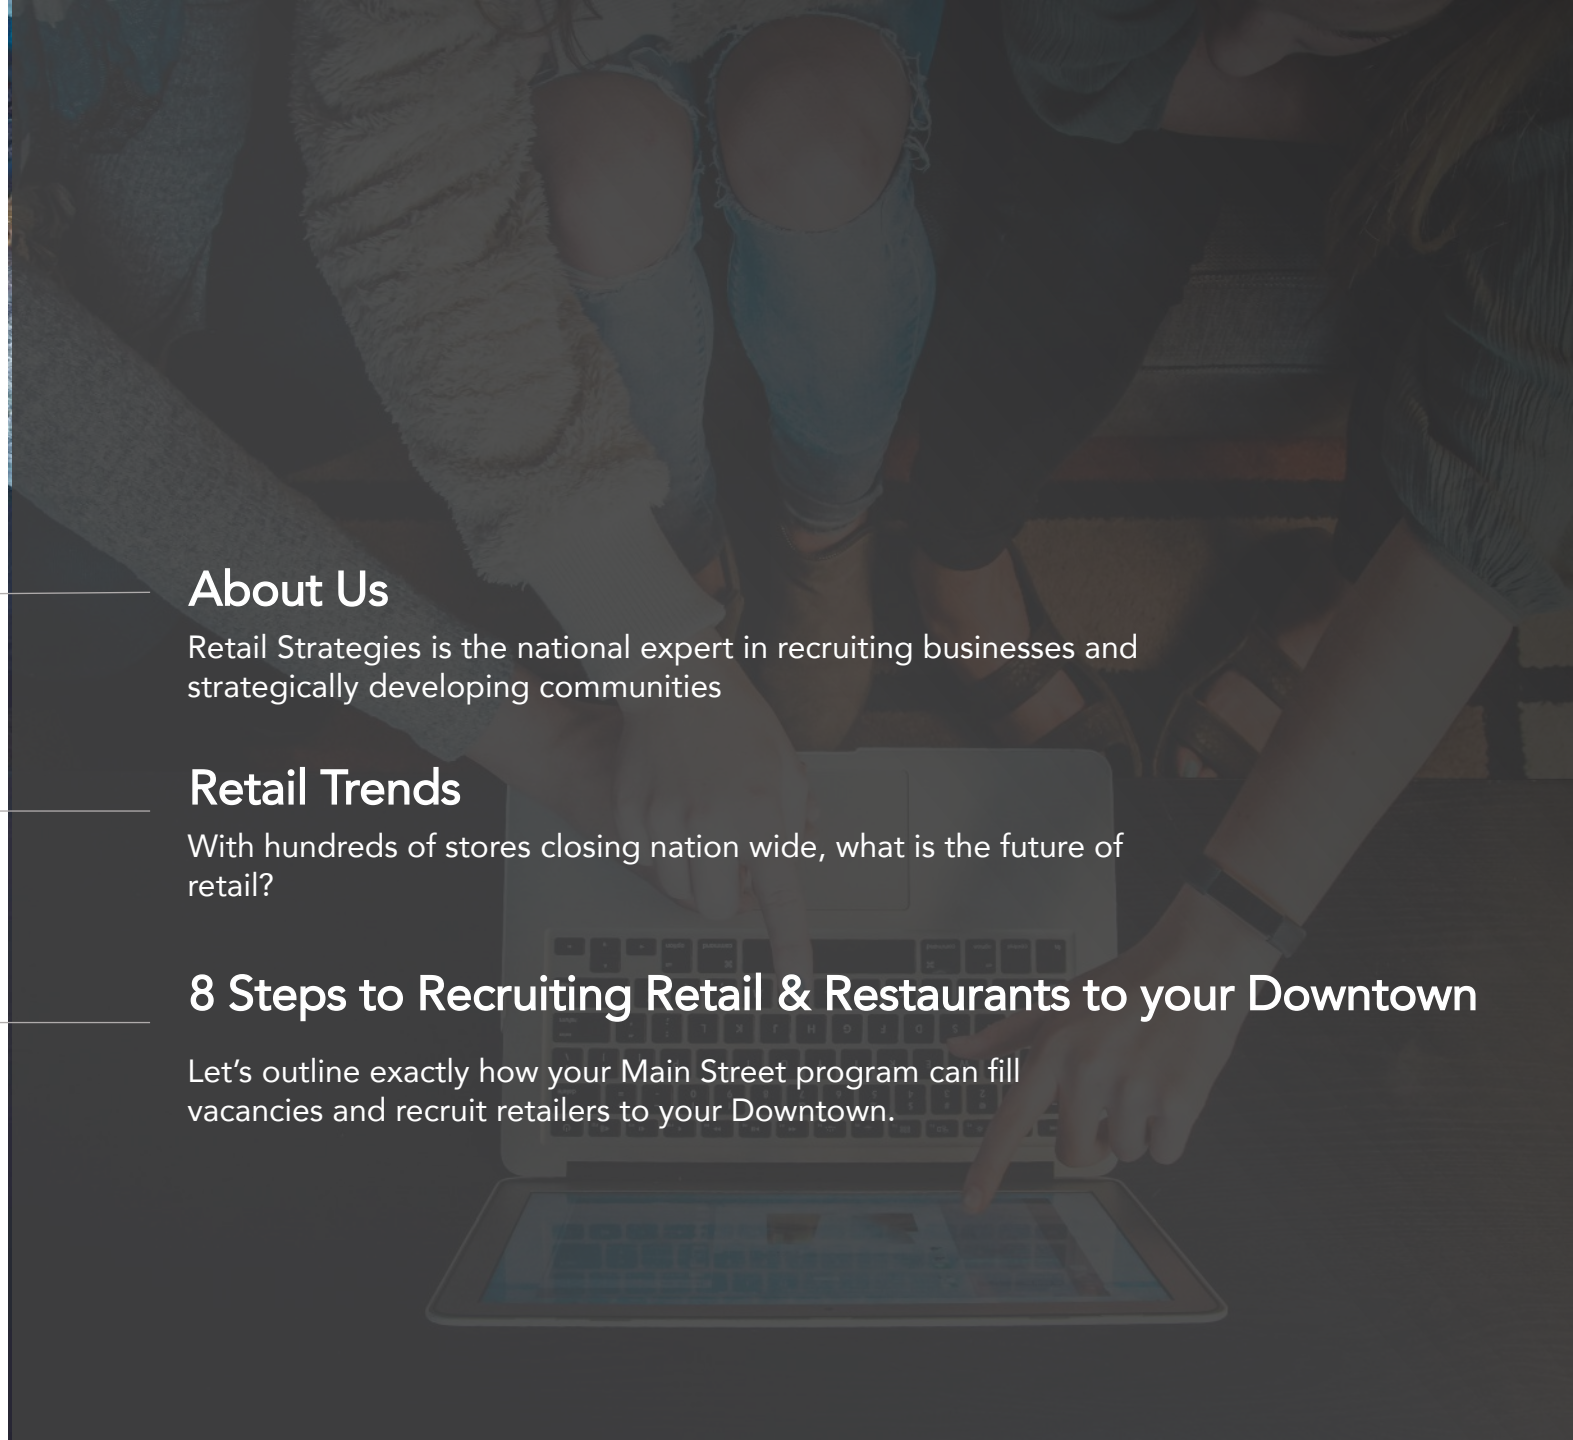 About Us
Retail Strategies is the national expert in recruiting businesses and
strategically developing communities
Retail Trends
With hundreds of stores closing nation wide, what is the future of
retail?
8 Steps to Recruiting Retail & Restaurants to your Downtown
Let’s outline exactly how your Main Street program can fill
vacancies and recruit retailers to your Downtown.